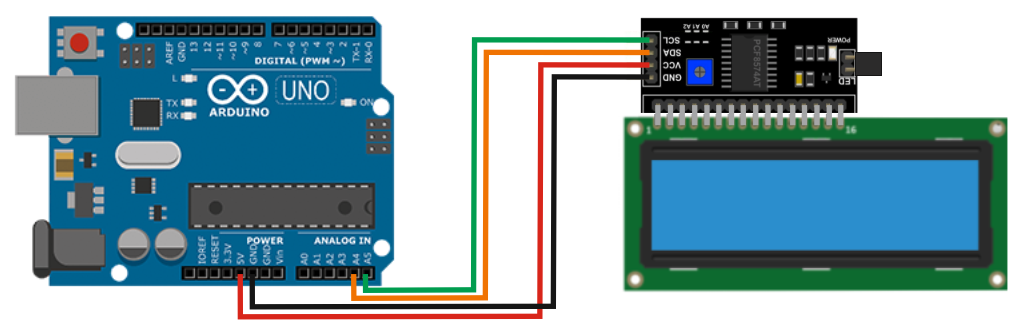 AREF
GND
13
12
~11
~10
~9
8
7
~6
~5
4
~3
2
TX-1
RX-0
DIGITAL (PWM ~)
L
TX
RX
ARDUINO
UNO
ON
POWER
ANALOG IN
IOREF
RESET
3.3V
5V
GND
GND
Vin
A0
A1
A2
A3
A4
A5
A0 A1 A2
SCL
SDA
VCC
GND
PCF8574AT
POWER
LED
1
16